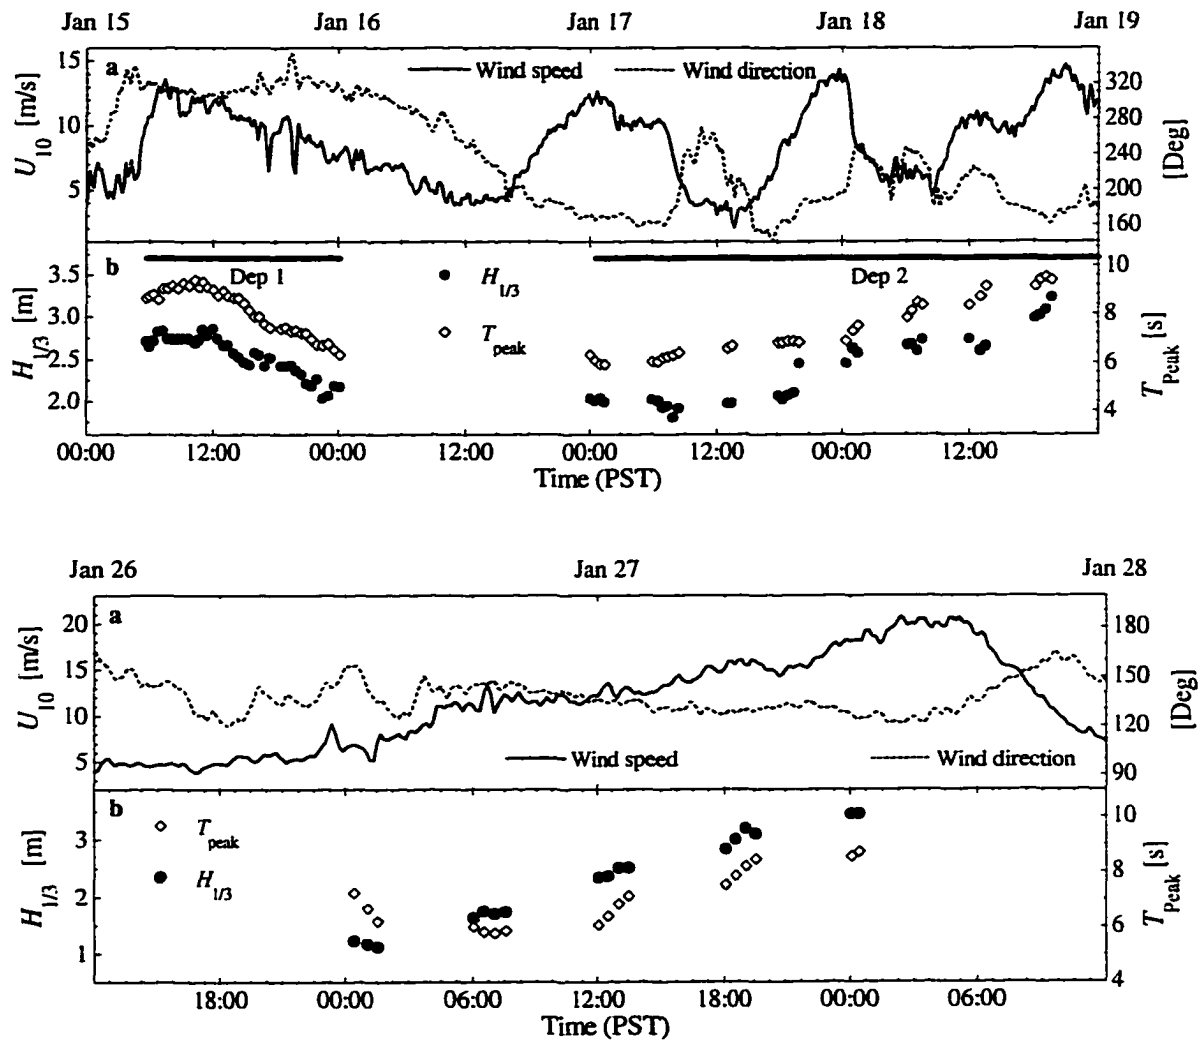 Jan 15 Jan 16 Jan 17 Jan 18 Jan 19
a Wind speed Wind direction
15
10
5
U10 [m/s]
320
280
240
200
160
[Deg]
b Dep 1 H1/3 Dep 2
Tpeak
3.5
3.0
2.5
2.0
H1/3 [m]
10
8
6
4
TPeak [s]
00:00 12:00 00:00 12:00 00:00 12:00 00:00 12:00
Time (PST)
Jan 26 Jan 27 Jan 28
a
20
15
10
5
U10 [m/s]
180
150
120
90
[Deg]
Wind speed Wind direction
b
Tpeak
H1/3
3
2
1
H1/3 [m]
10
8
6
4
TPeak [s]
18:00 00:00 06:00 12:00 18:00 00:00 06:00
Time (PST)